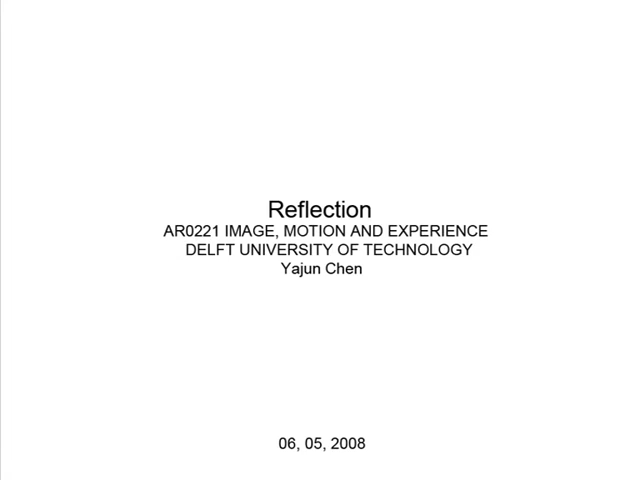 Reflection
AR0221 IMAGE, MOTION AND EXPERIENCE
DELFT UNIVERSITY OF TECHNOLOGY
Yajun Chen
06, 05, 2008